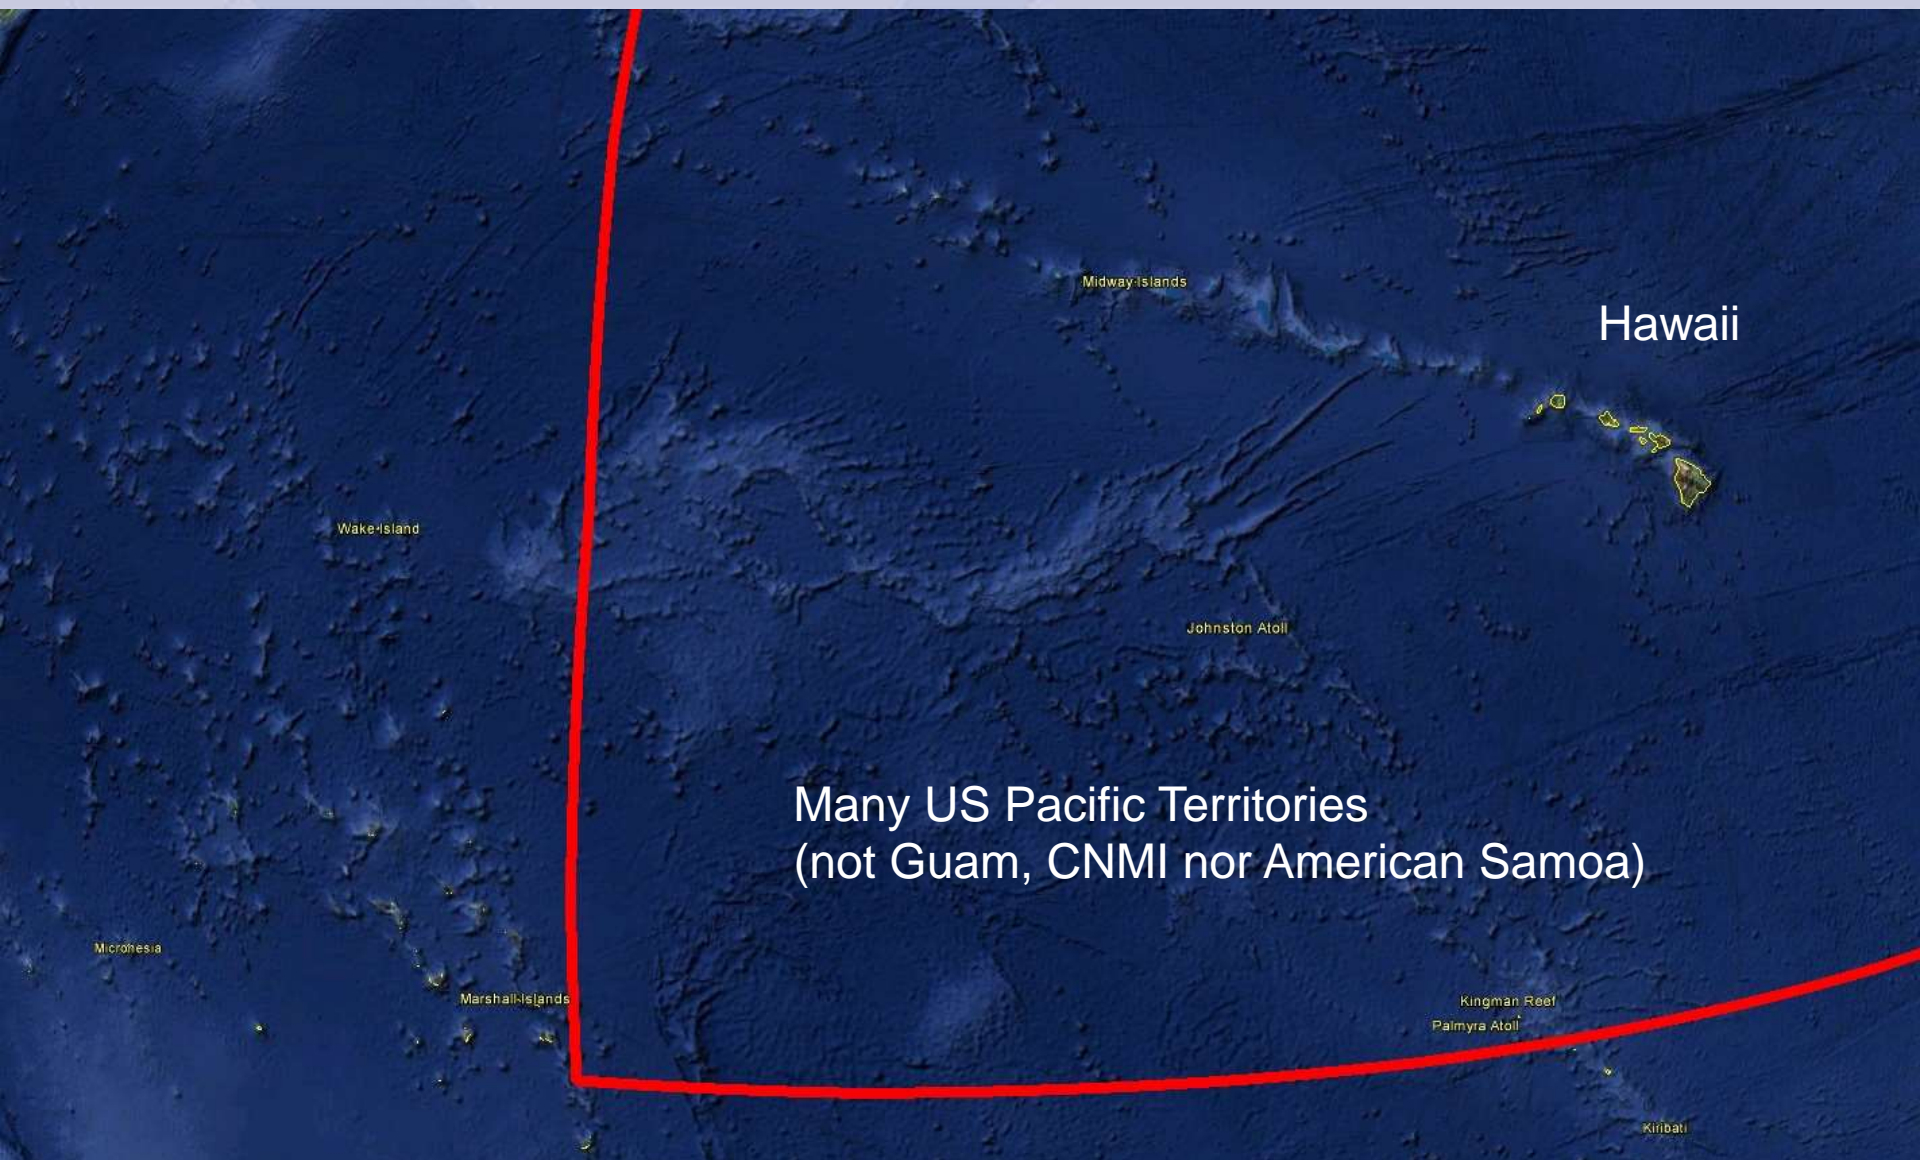 Midway Islands
Hawaii
Wake Island
Johnston Atoll
Many US Pacific Territories
(not Guam, CNMI nor American Samoa)
Micronesia
Marshall Islands
Kingman Reef
Palmyra Atoll
Kiribati